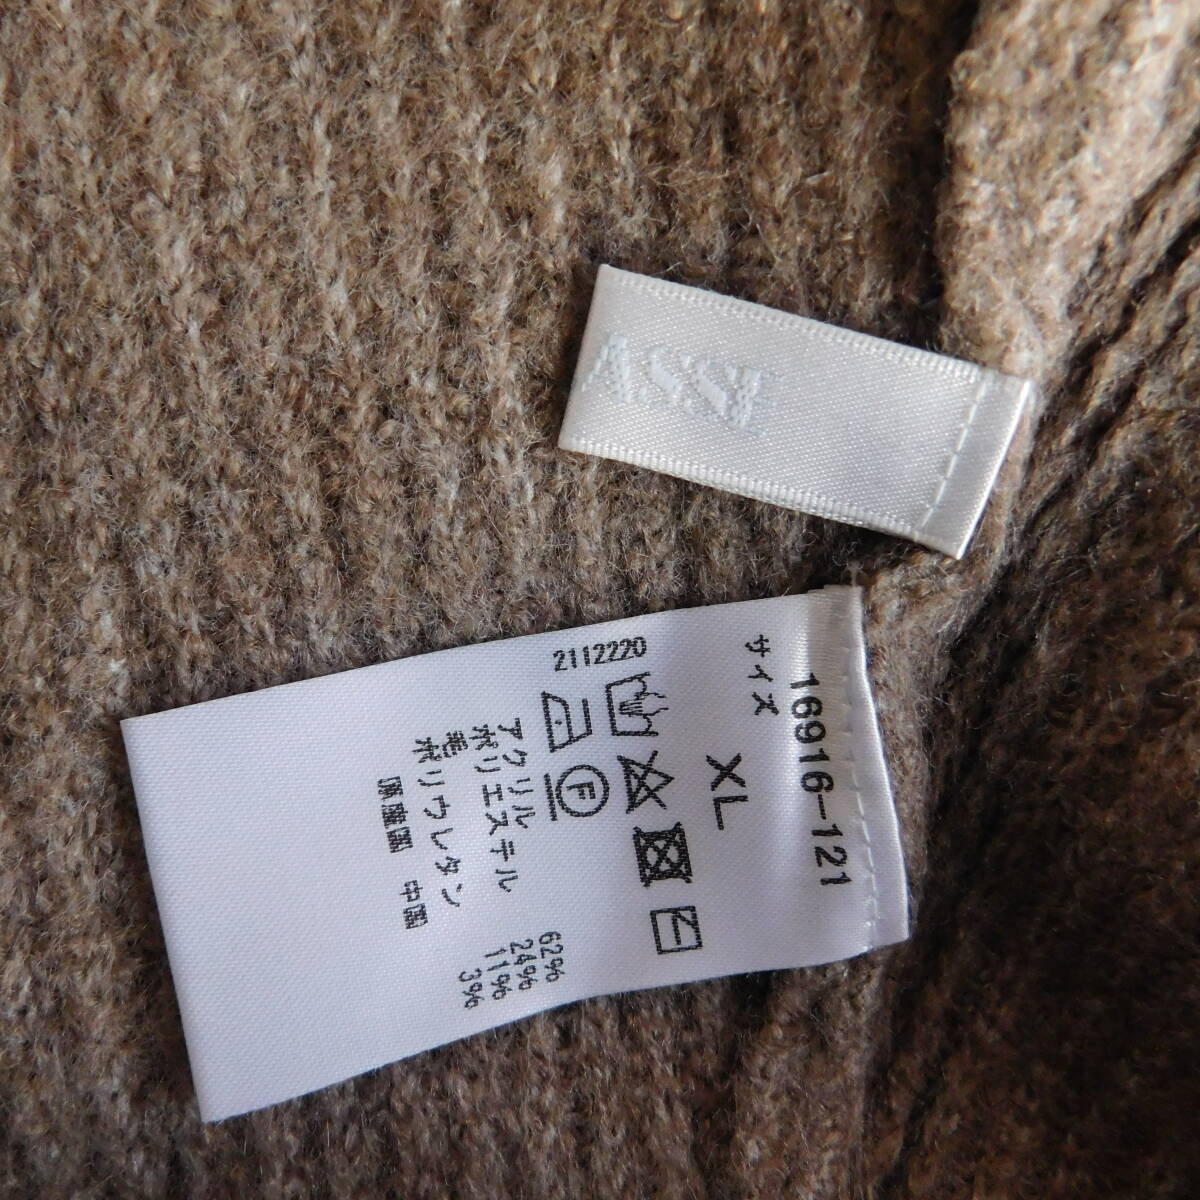 ASSE
16916-121
サイズ
XL
2112220
F
アクリル 62%
ポリエステル 24%
毛 11%
ポリウレタン 3%
原産国 中国